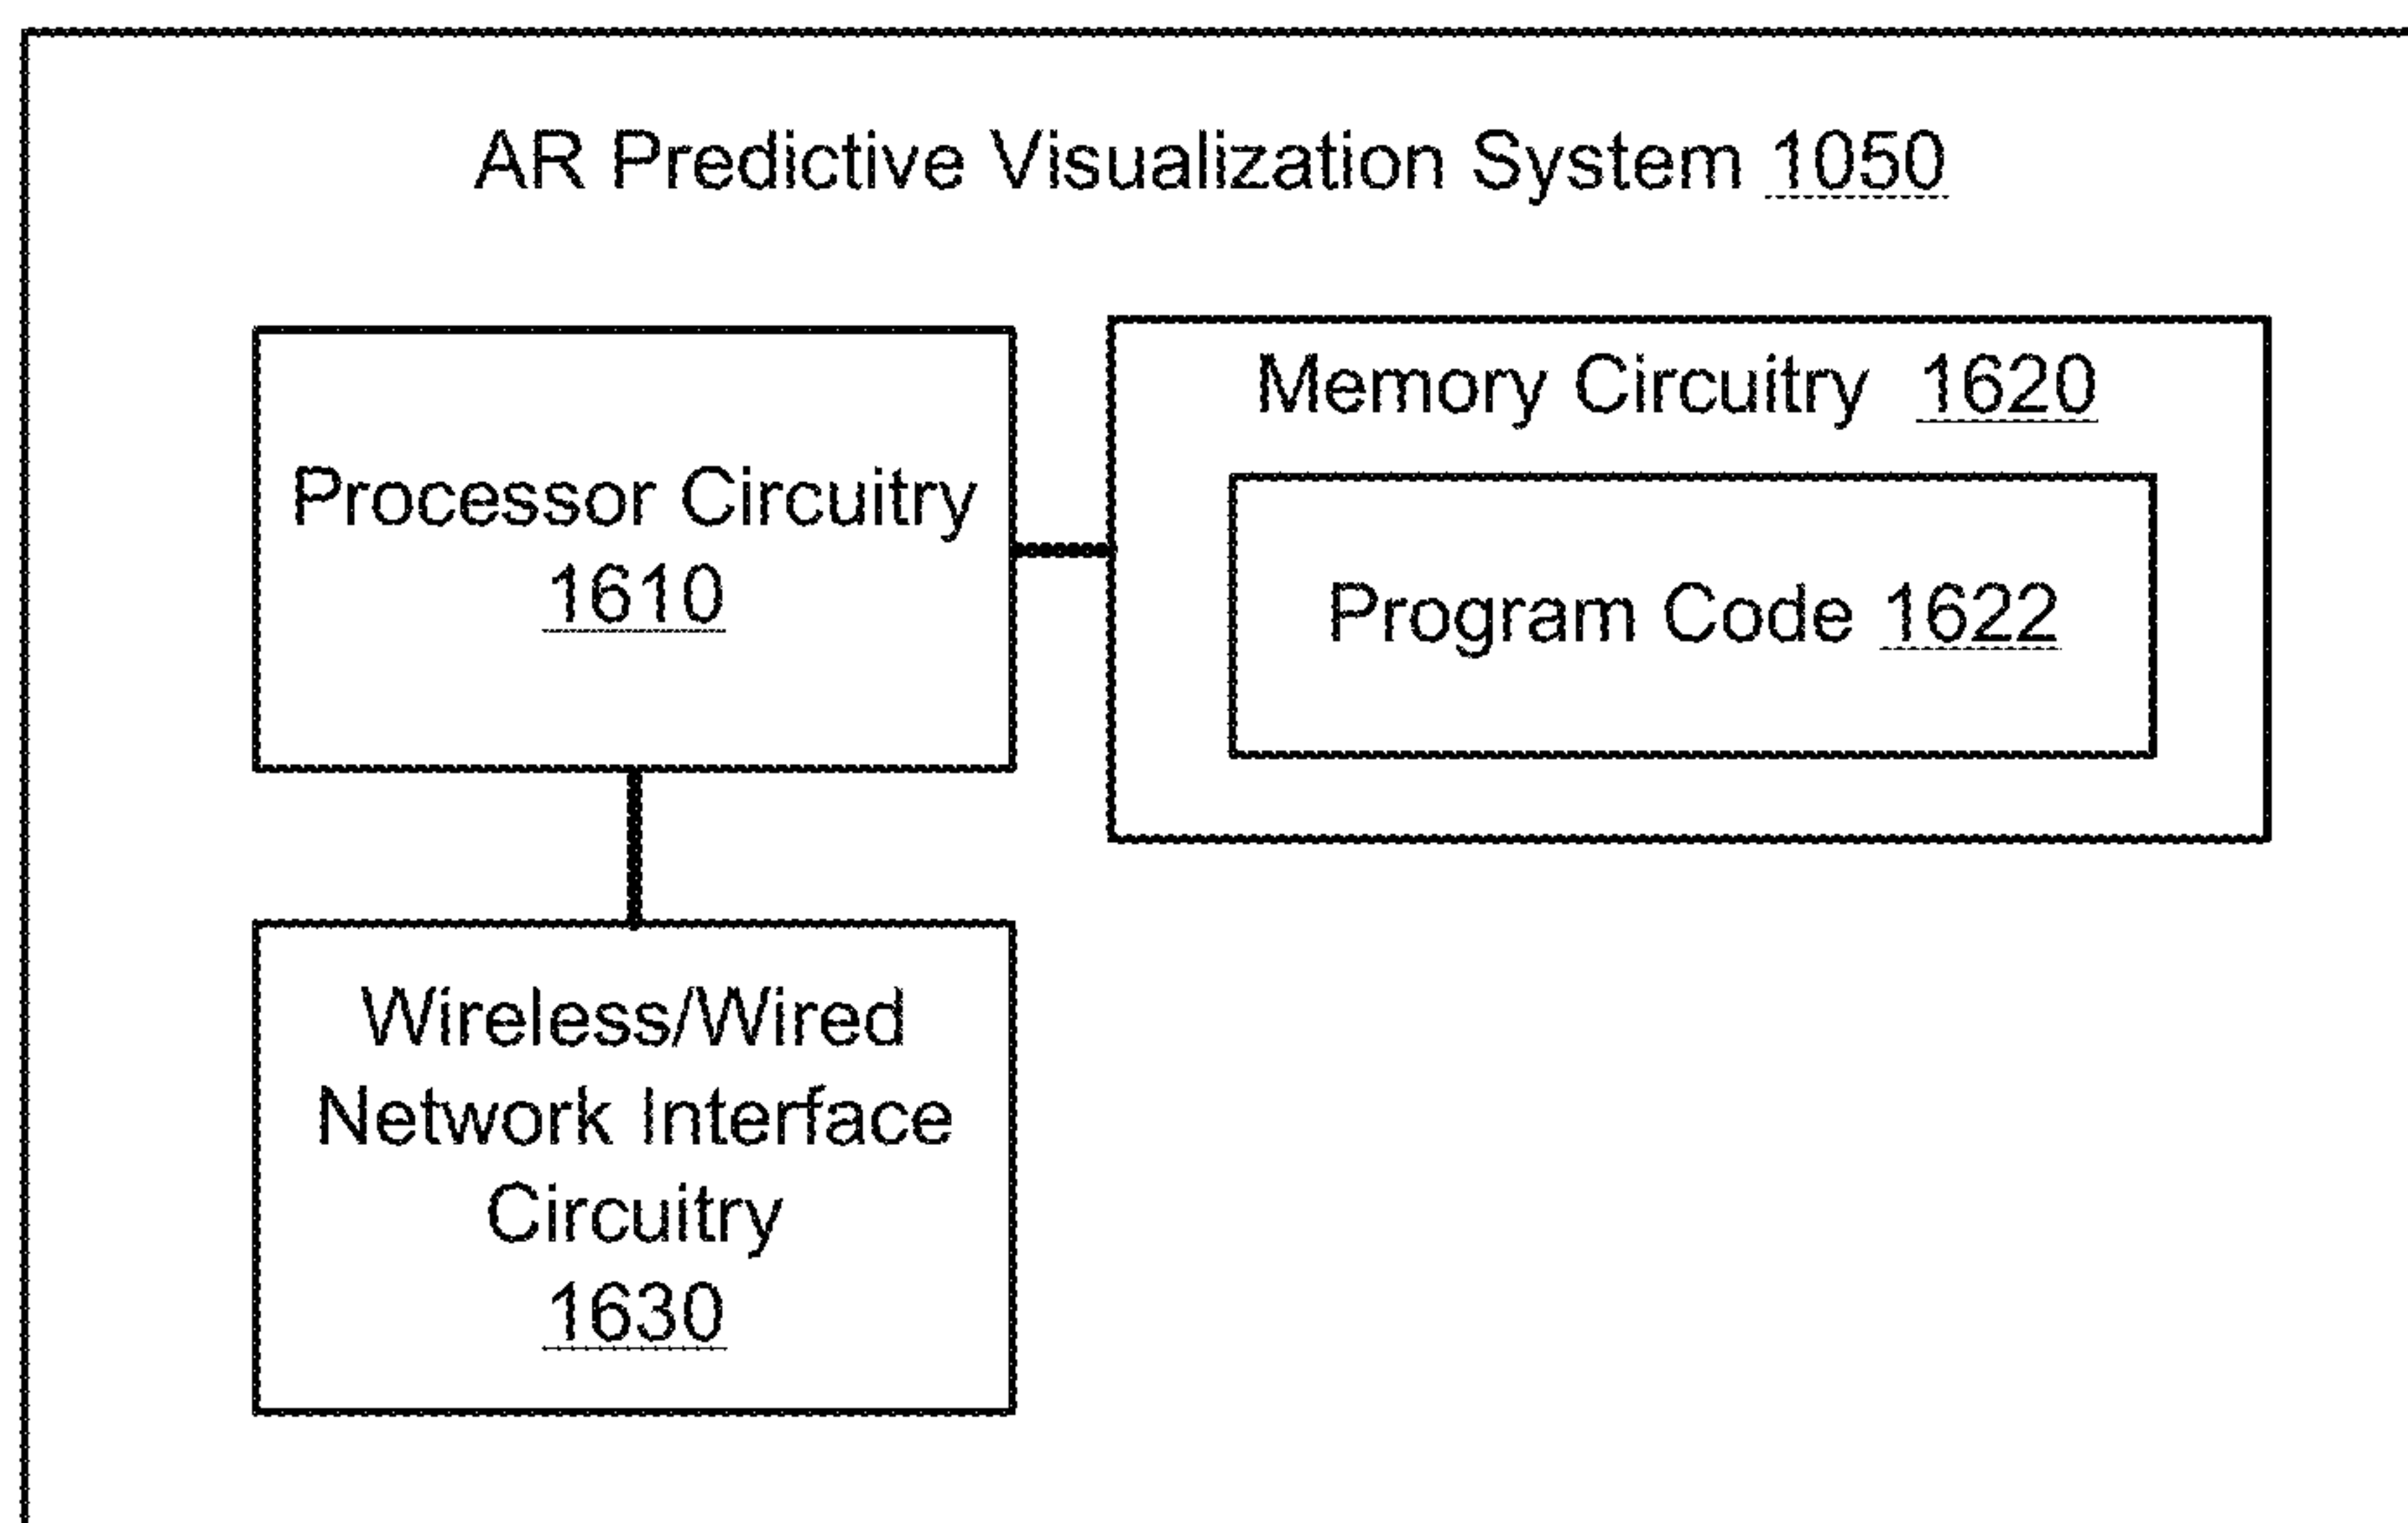 AR Predictive Visualization System 1050
Processor Circuitry
1610
Memory Circuitry 1620
Program Code 1622
Wireless/Wired
Network Interface
Circuitry
1630